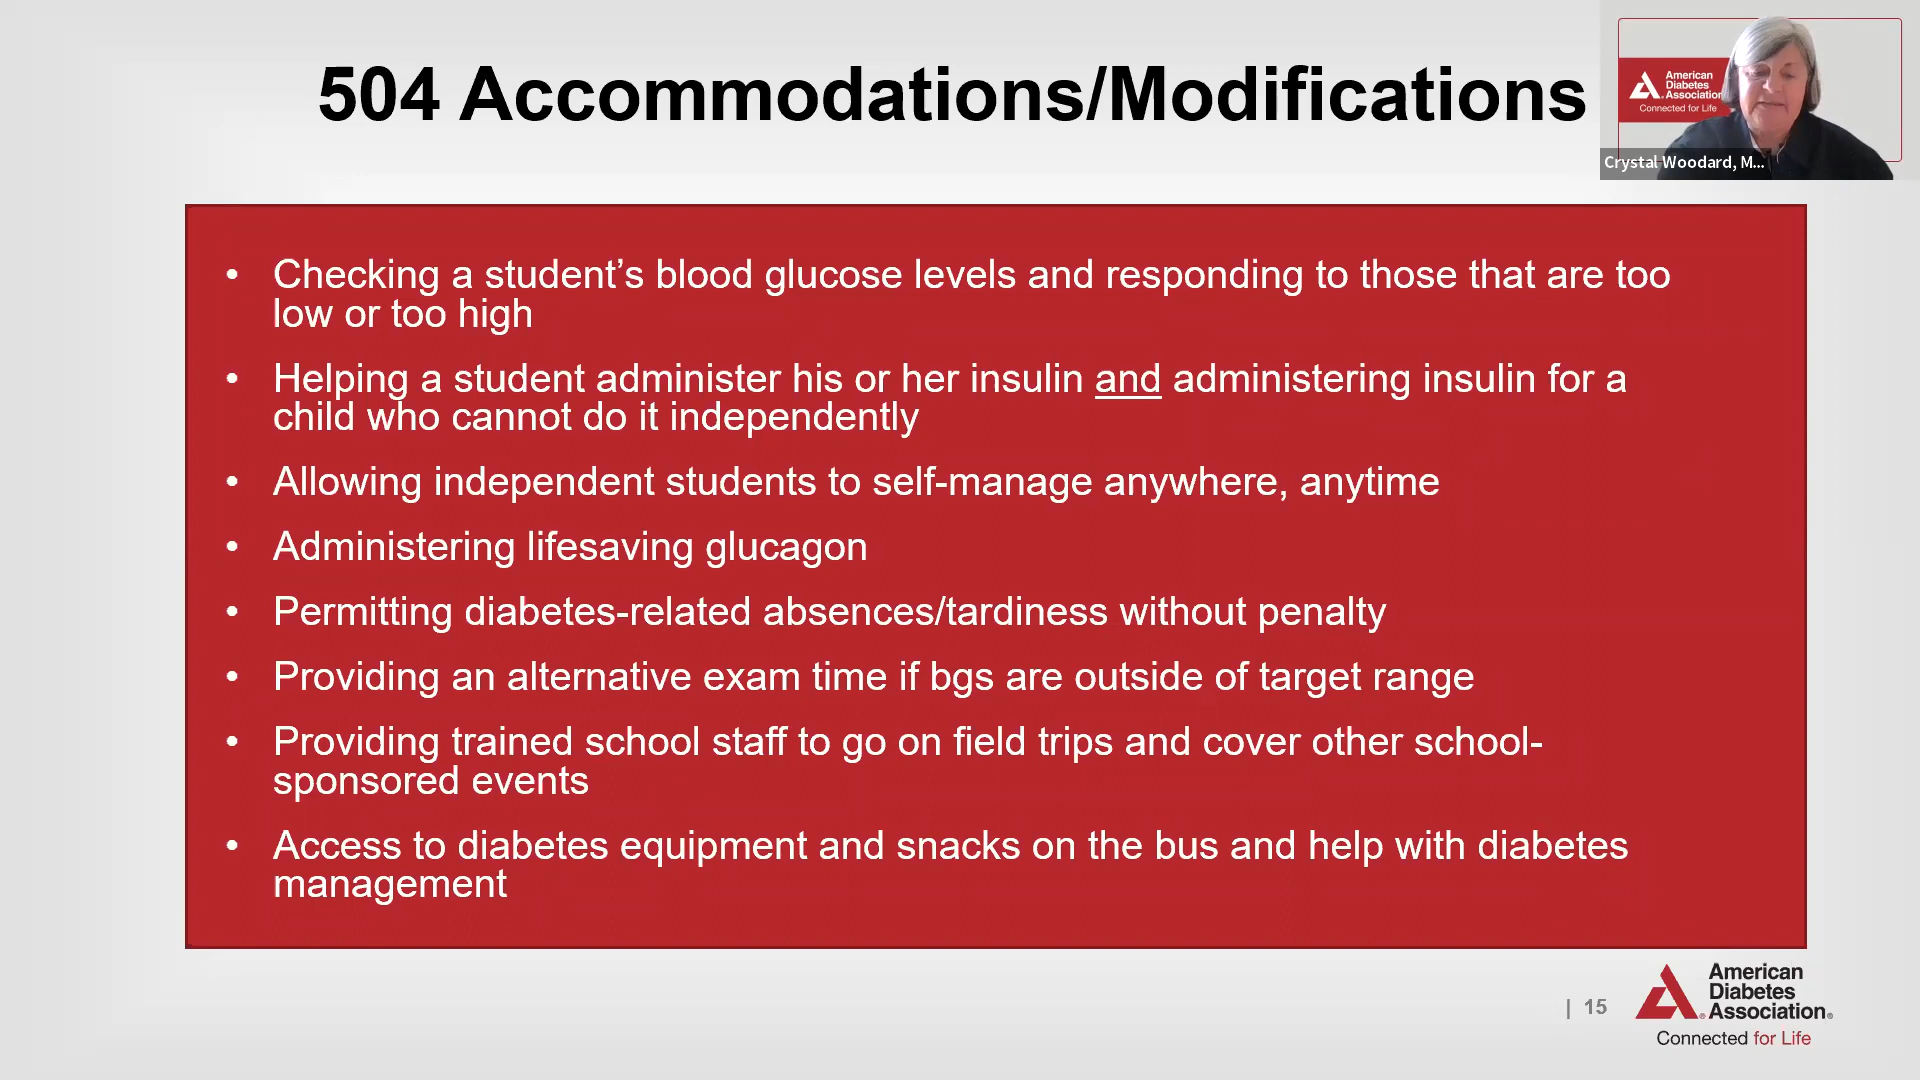 504 Accommodations/Modifications
American
Diabetes
Association
Connected for Life
Crystal Woodard, M...
• Checking a student’s blood glucose levels and responding to those that are too
low or too high
• Helping a student administer his or her insulin and administering insulin for a
child who cannot do it independently
• Allowing independent students to self-manage anywhere, anytime
• Administering lifesaving glucagon
• Permitting diabetes-related absences/tardiness without penalty
• Providing an alternative exam time if bgs are outside of target range
• Providing trained school staff to go on field trips and cover other school-
sponsored events
• Access to diabetes equipment and snacks on the bus and help with diabetes
management
| 15
American
Diabetes
Association®
Connected for Life